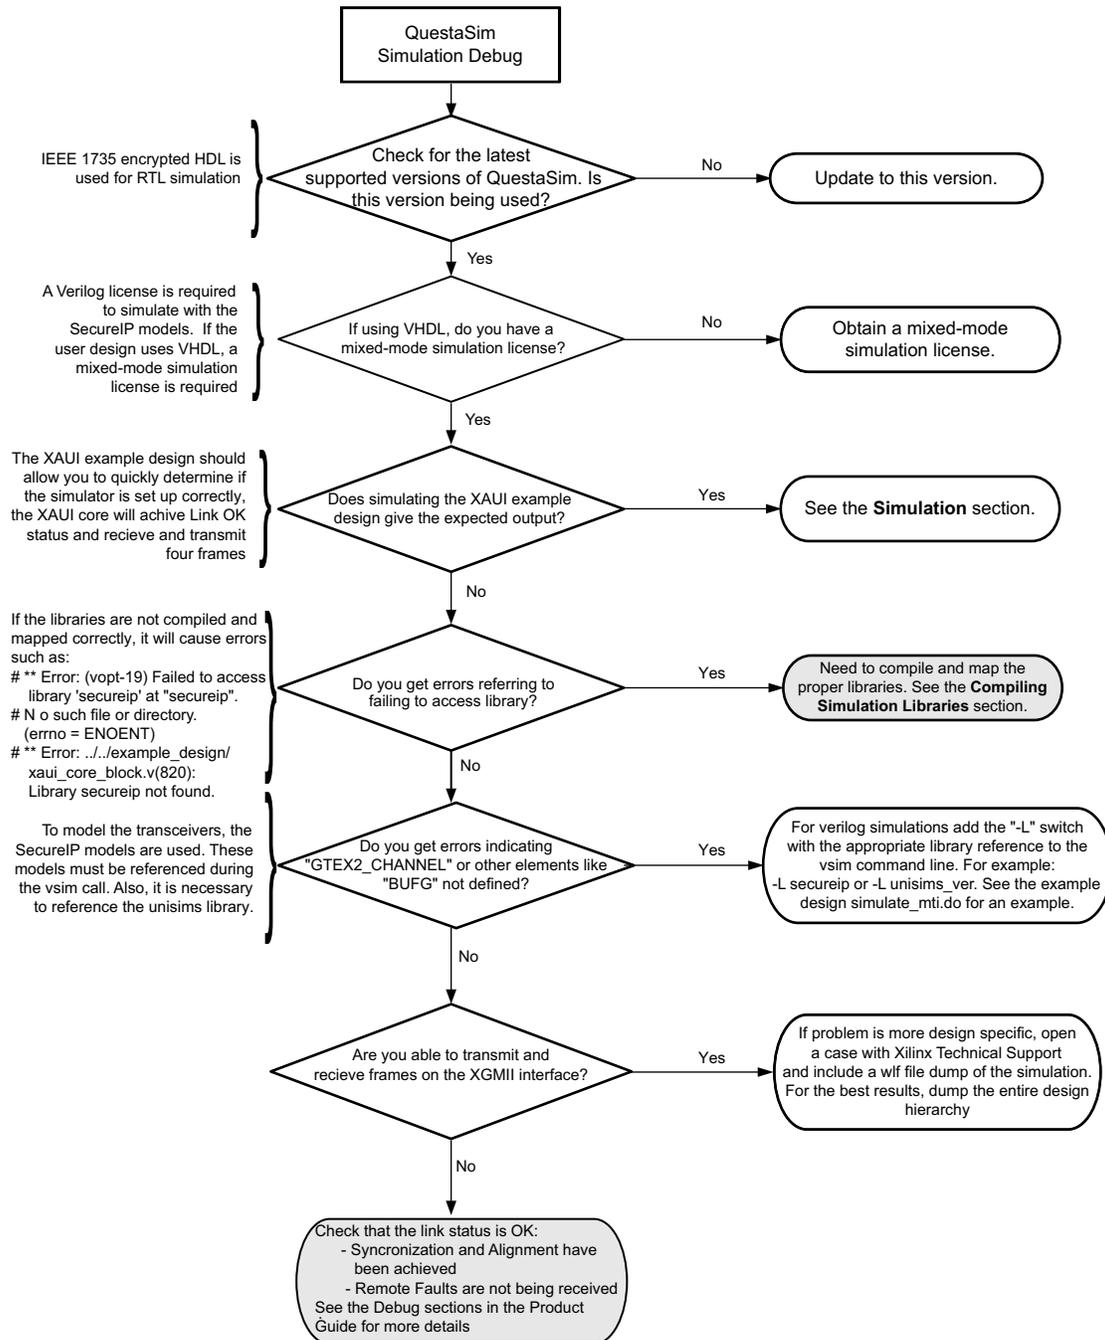 QuestaSim
Simulation Debug
IEEE 1735 encrypted HDL is
used for RTL simulation
Check for the latest
supported versions of QuestaSim. Is
this version being used?
No
Update to this version.
Yes
A Verilog license is required
to simulate with the
SecureIP models. If the
user design uses VHDL, a
mixed-mode simulation
license is required
If using VHDL, do you have a
mixed-mode simulation license?
No
Obtain a mixed-mode
simulation license.
Yes
The XAUI example design should
allow you to quickly determine if
the simulator is set up correctly,
the XAUI core will achive Link OK
status and recieve and transmit
four frames
Does simulating the XAUI example
design give the expected output?
Yes
See the Simulation section.
No
If the libraries are not compiled and
mapped correctly, it will cause errors
such as:
# ** Error: (vopt-19) Failed to access
library 'secureip' at "secureip".
# N o such file or directory.
(errno = ENOENT)
# ** Error: ../../example_design/
xaui_core_block.v(820):
Library secureip not found.
Do you get errors referring to
failing to access library?
Yes
Need to compile and map the
proper libraries. See the Compiling
Simulation Libraries section.
No
To model the transceivers, the
SecureIP models are used. These
models must be referenced during
the vsim call. Also, it is necessary
to reference the unisims library.
Do you get errors indicating
"GTEX2_CHANNEL" or other elements like
"BUFG" not defined?
Yes
For verilog simulations add the "-L" switch
with the appropriate library reference to the
vsim command line. For example:
-L secureip or -L unisims_ver. See the example
design simulate_mti.do for an example.
No
Are you able to transmit and
recieve frames on the XGMII interface?
Yes
If problem is more design specific, open
a case with Xilinx Technical Support
and include a wlf file dump of the simulation.
For the best results, dump the entire design
hierarchy
No
Check that the link status is OK:
- Syncronization and Alignment have
been achieved
- Remote Faults are not being received
See the Debug sections in the Product
Guide for more details